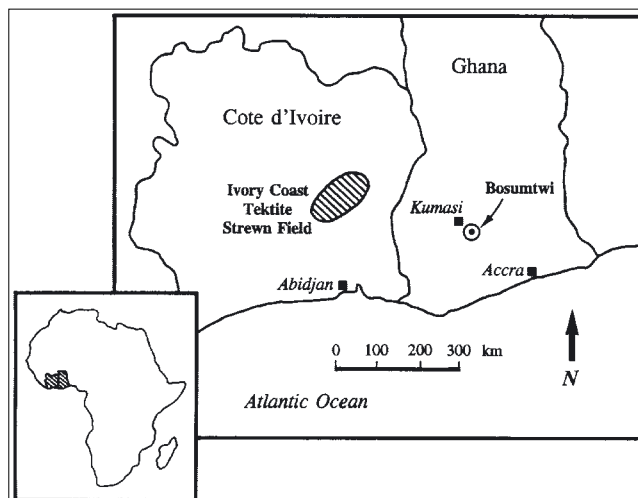 Ghana
Cote d'Ivoire
Ivory Coast
Tektite
Strewn Field
Bosumtwi
Kumasi
Accra
Abidjan
0 100 200 300 km
N
Atlantic Ocean